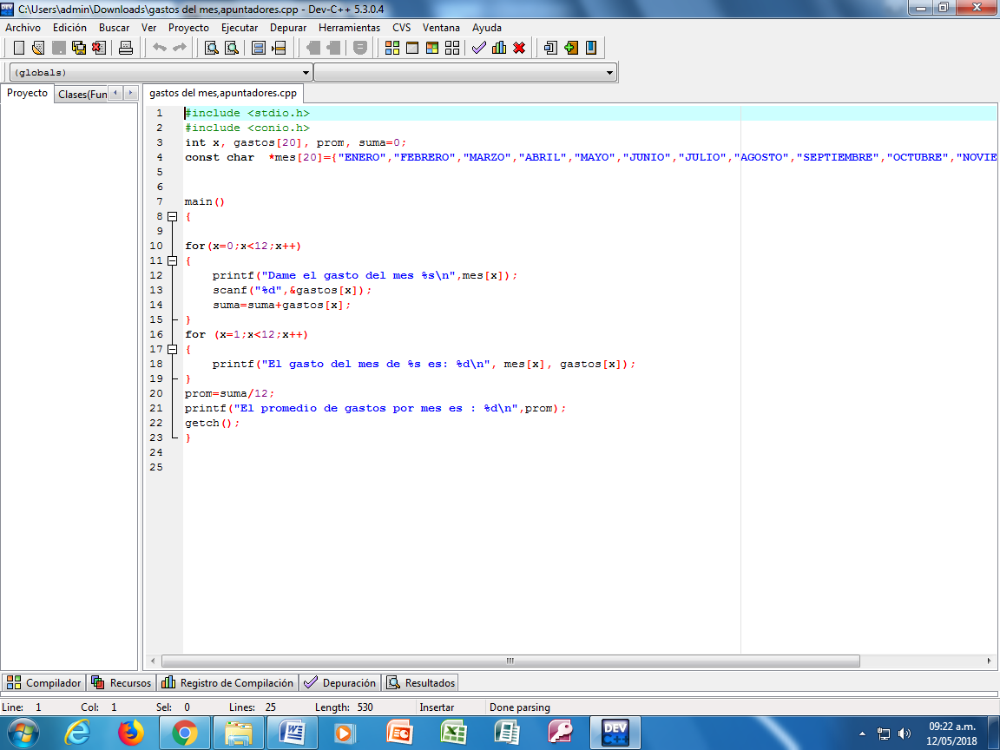 C:\Users\admin\Downloads\gastos del mes,apuntadores.cpp - Dev-C++ 5.3.0.4
Archivo Edición Buscar Ver Proyecto Ejecutar Depurar Herramientas CVS Ventana Ayuda
(globals)
Proyecto Clases(Fun gastos del mes,apuntadores.cpp
1 #include <stdio.h>
2 #include <conio.h>
3 int x, gastos[20], prom, suma=0;
4 const char  *mes[20]={"ENERO","FEBRERO","MARZO","ABRIL","MAYO","JUNIO","JULIO","AGOSTO","SEPTIEMBRE","OCTUBRE","NOVIE
5
6
7 main()
8 {
9
10 for(x=0;x<12;x++)
11 {
12     printf("Dame el gasto del mes %s\n",mes[x]);
13     scanf("%d",&gastos[x]);
14     suma=suma+gastos[x];
15 }
16 for (x=1;x<12;x++)
17 {
18     printf("El gasto del mes de %s es: %d\n", mes[x], gastos[x]);
19 }
20 prom=suma/12;
21 printf("El promedio de gastos por mes es : %d\n",prom);
22 getch();
23 }
24
25
Compilador Recursos Registro de Compilación Depuración Resultados
Line: 1 Col: 1 Sel: 0 Lines: 25 Length: 530 Insertar Done parsing
DEV C++
09:22 a.m.
12/05/2018